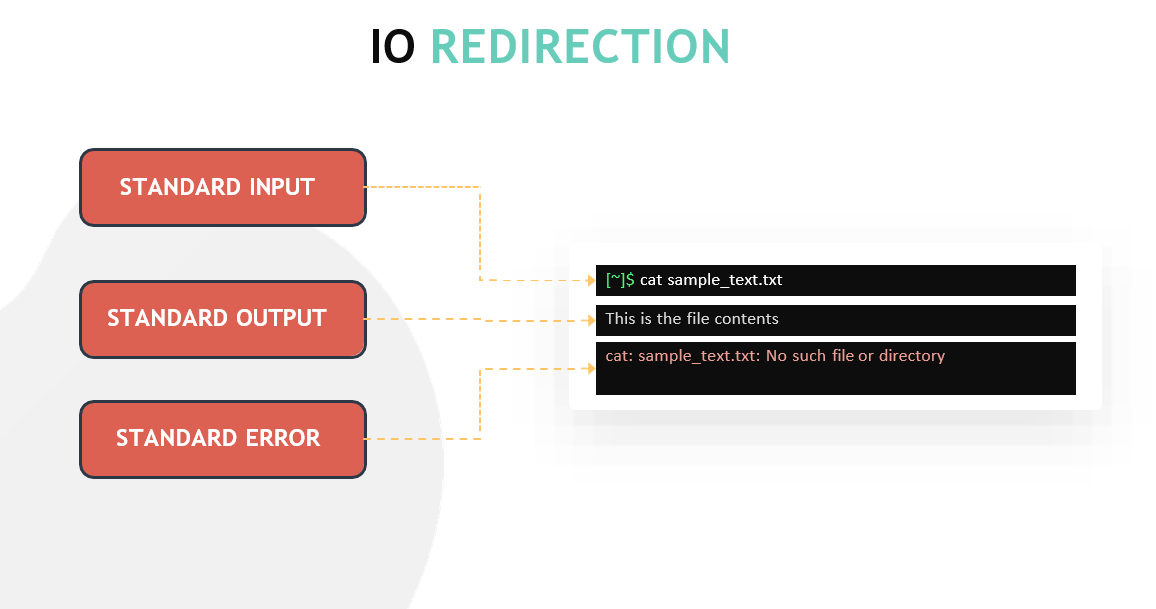 IO REDIRECTION
STANDARD INPUT
STANDARD OUTPUT
STANDARD ERROR
[~]$ cat sample_text.txt
This is the file contents
cat: sample_text.txt: No such file or directory